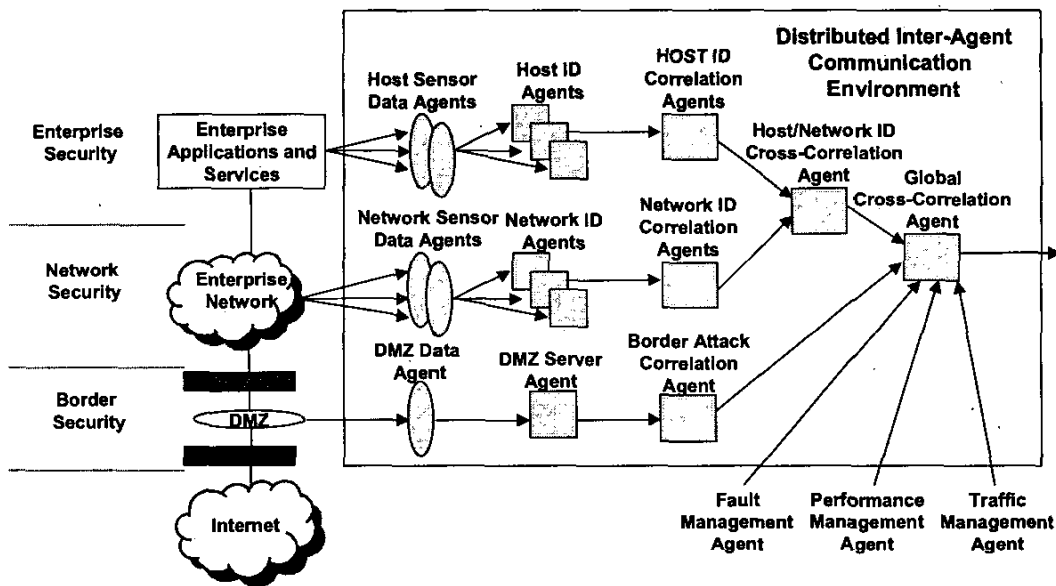 Distributed Inter-Agent
Communication
Environment
Enterprise
Security
Enterprise
Applications and
Services
Host Sensor
Data Agents
Host ID
Agents
HOST ID
Correlation
Agents
Host/Network ID
Cross-Correlation
Agent
Global
Cross-Correlation
Agent
Network
Security
Enterprise
Network
Network Sensor
Data Agents
Network ID
Agents
Network ID
Correlation
Agents
Border
Security
DMZ
DMZ Data
Agent
DMZ Server
Agent
Border Attack
Correlation
Agent
Internet
Fault
Management
Agent
Performance
Management
Agent
Traffic
Management
Agent